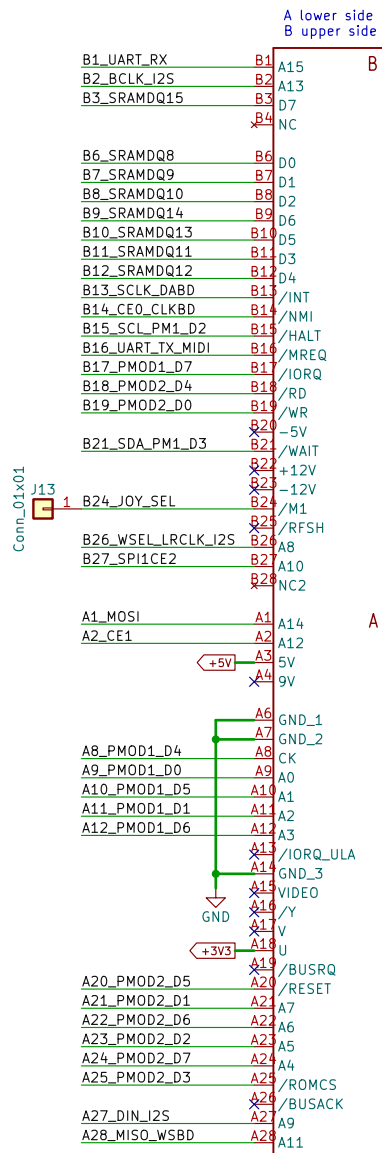 A lower side
B upper side
B
B1_UART_RX B1 A15
B2_BCLK_I2S B2 A13
B3_SRAMDQ15 B3 D7
B4 NC
B6_SRAMDQ8 B6 D0
B7_SRAMDQ9 B7 D1
B8_SRAMDQ10 B8 D2
B9_SRAMDQ14 B9 D6
B10_SRAMDQ13 B10 D5
B11_SRAMDQ11 B11 D3
B12_SRAMDQ12 B12 D4
B13_SCLK_DABD B13 /INT
B14_CE0_CLKBD B14 /NMI
B15_SCL_PM1_D2 B15 /HALT
B16_UART_TX_MIDI B16 /MREQ
B17_PMOD1_D7 B17 /IORQ
B18_PMOD2_D4 B18 /RD
B19_PMOD2_D0 B19 /WR
B20 -5V
B21_SDA_PM1_D3 B21 /WAIT
B22 +12V
B23 -12V
J13 1 B24_JOY_SEL B24 /M1
Conn_01x01
B25 /RFSH
B26_WSEL_LRCLK_I2S B26 A8
B27_SPI1CE2 B27 A10
B28 NC2
A
A1_MOSI A1 A14
A2_CE1 A2 A12
+5V A3 5V
A4 9V
A6 GND_1
A7 GND_2
A8_PMOD1_D4 A8 CK
A9_PMOD1_D0 A9 A0
A10_PMOD1_D5 A10 A1
A11_PMOD1_D1 A11 A2
A12_PMOD1_D6 A12 A3
A13 /IORQ_ULA
A14 GND_3
A15 VIDEO
GND A16 /Y
A17 V
+3V3 A18 U
A19 /BUSRQ
A20_PMOD2_D5 A20 /RESET
A21_PMOD2_D1 A21 A7
A22_PMOD2_D6 A22 A6
A23_PMOD2_D2 A23 A5
A24_PMOD2_D7 A24 A4
A25_PMOD2_D3 A25 /ROMCS
A26 /BUSACK
A27_DIN_I2S A27 A9
A28_MISO_WSBD A28 A11